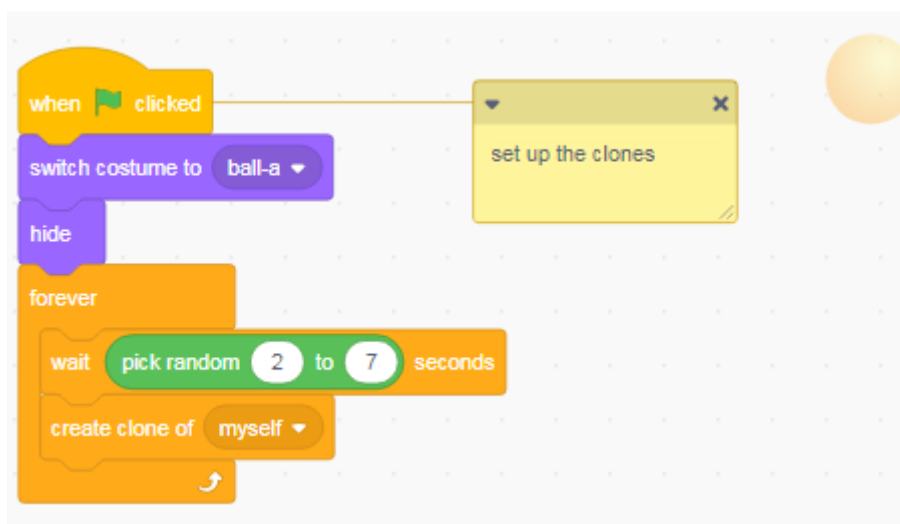 when clicked
set up the clones
switch costume to ball-a
hide
forever
wait pick random 2 to 7 seconds
create clone of myself